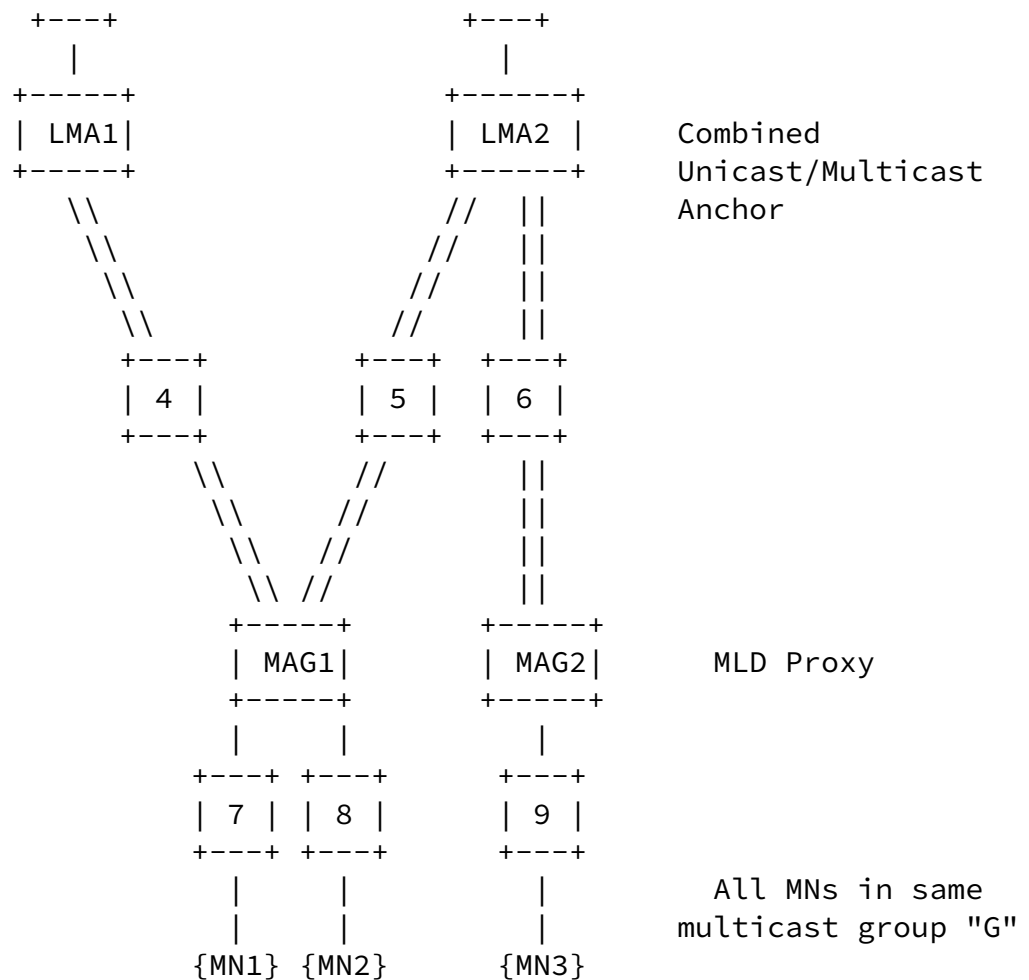 LMA1 LMA2 Combined
Unicast/Multicast
Anchor
4 5 6
MAG1 MAG2 MLD Proxy
7 8 9
All MNs in same
multicast group "G"
{MN1} {MN2} {MN3}